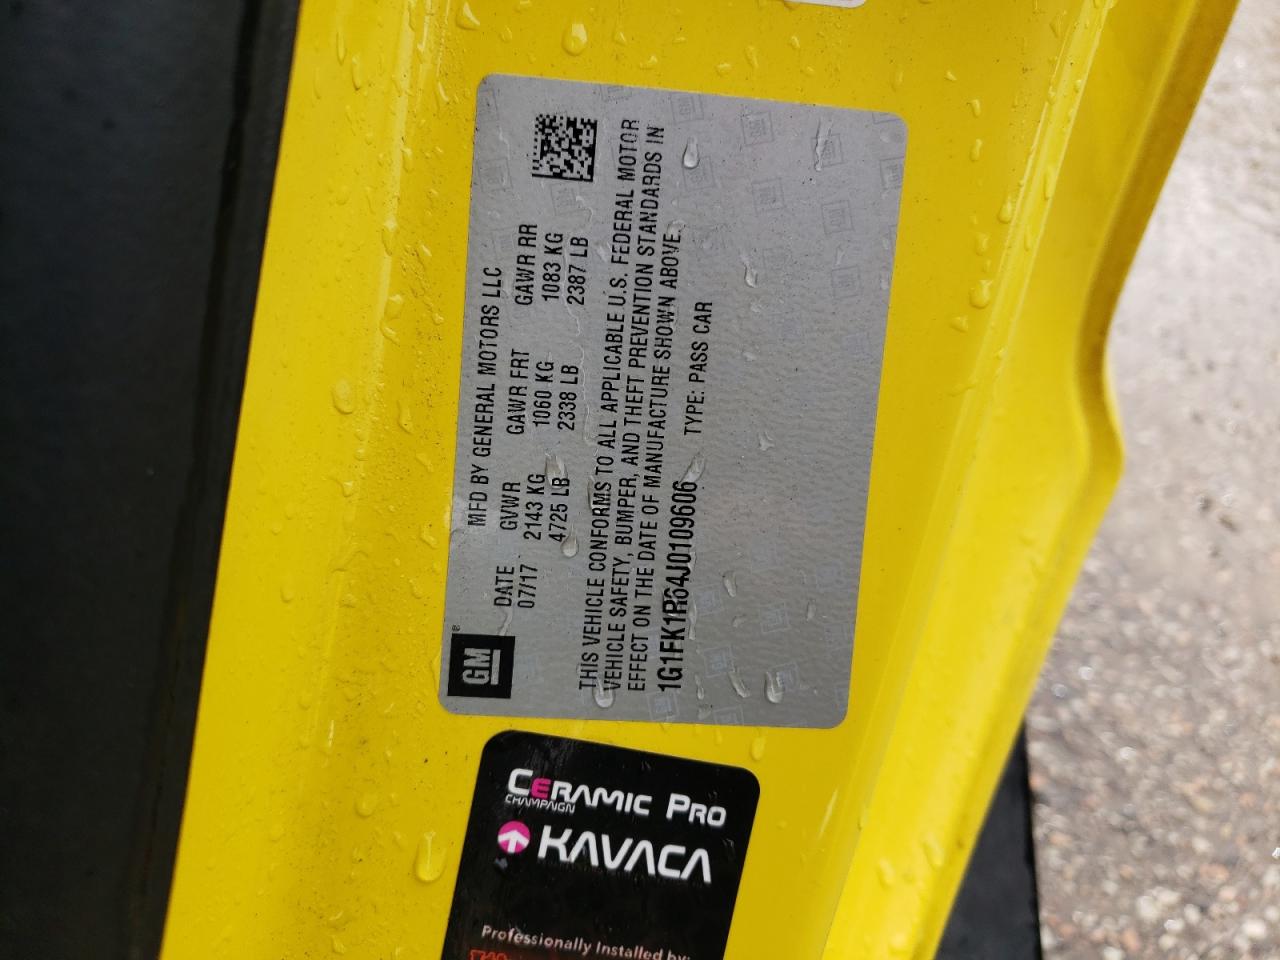 GM
MFD BY GENERAL MOTORS LLC
DATE GVWR GAWR FRT GAWR RR
07/17 2143 KG 1060 KG 1083 KG
4725 LB 2338 LB 2387 LB
THIS VEHICLE CONFORMS TO ALL APPLICABLE U.S. FEDERAL MOTOR
VEHICLE SAFETY, BUMPER, AND THEFT PREVENTION STANDARDS IN
EFFECT ON THE DATE OF MANUFACTURE SHOWN ABOVE.
1G1FK1R64J0109606 TYPE: PASS CAR
CERAMIC PRO
CHAMPAIGN
KAVACA
Professionally Installed by: